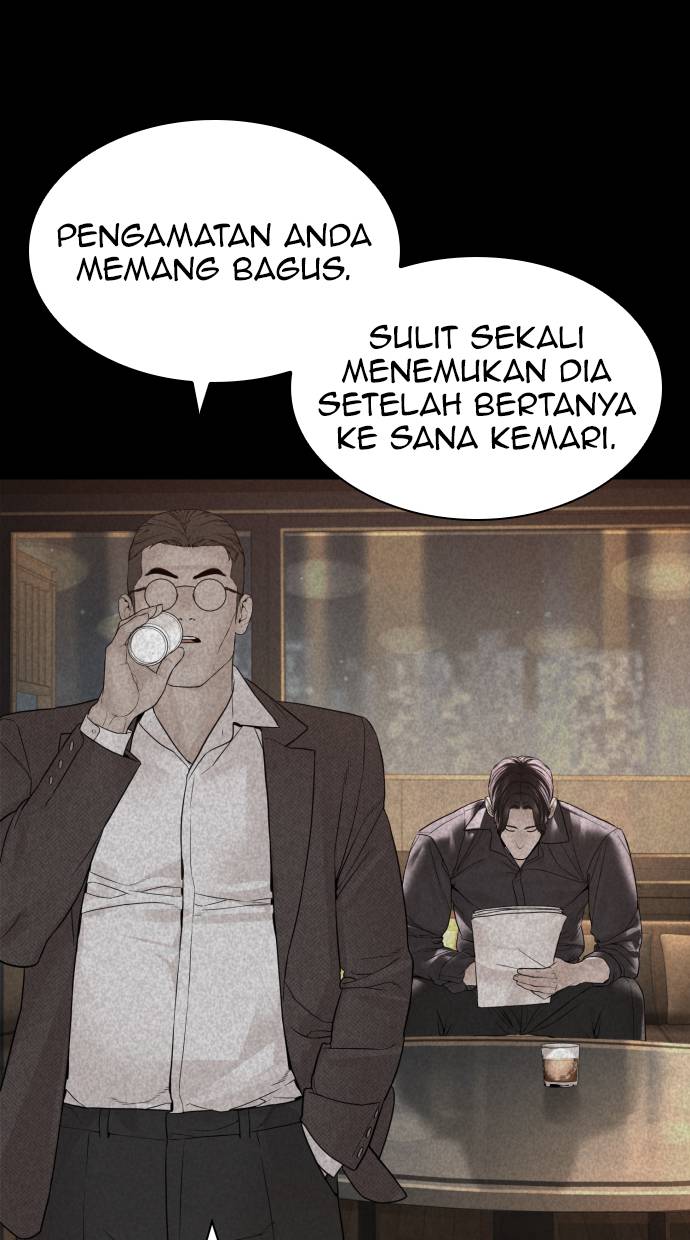 PENGAMATAN ANDA
MEMANG BAGUS.
SULIT SEKALI
MENEMUKAN DIA
SETELAH BERTANYA
KE SANA KEMARI.